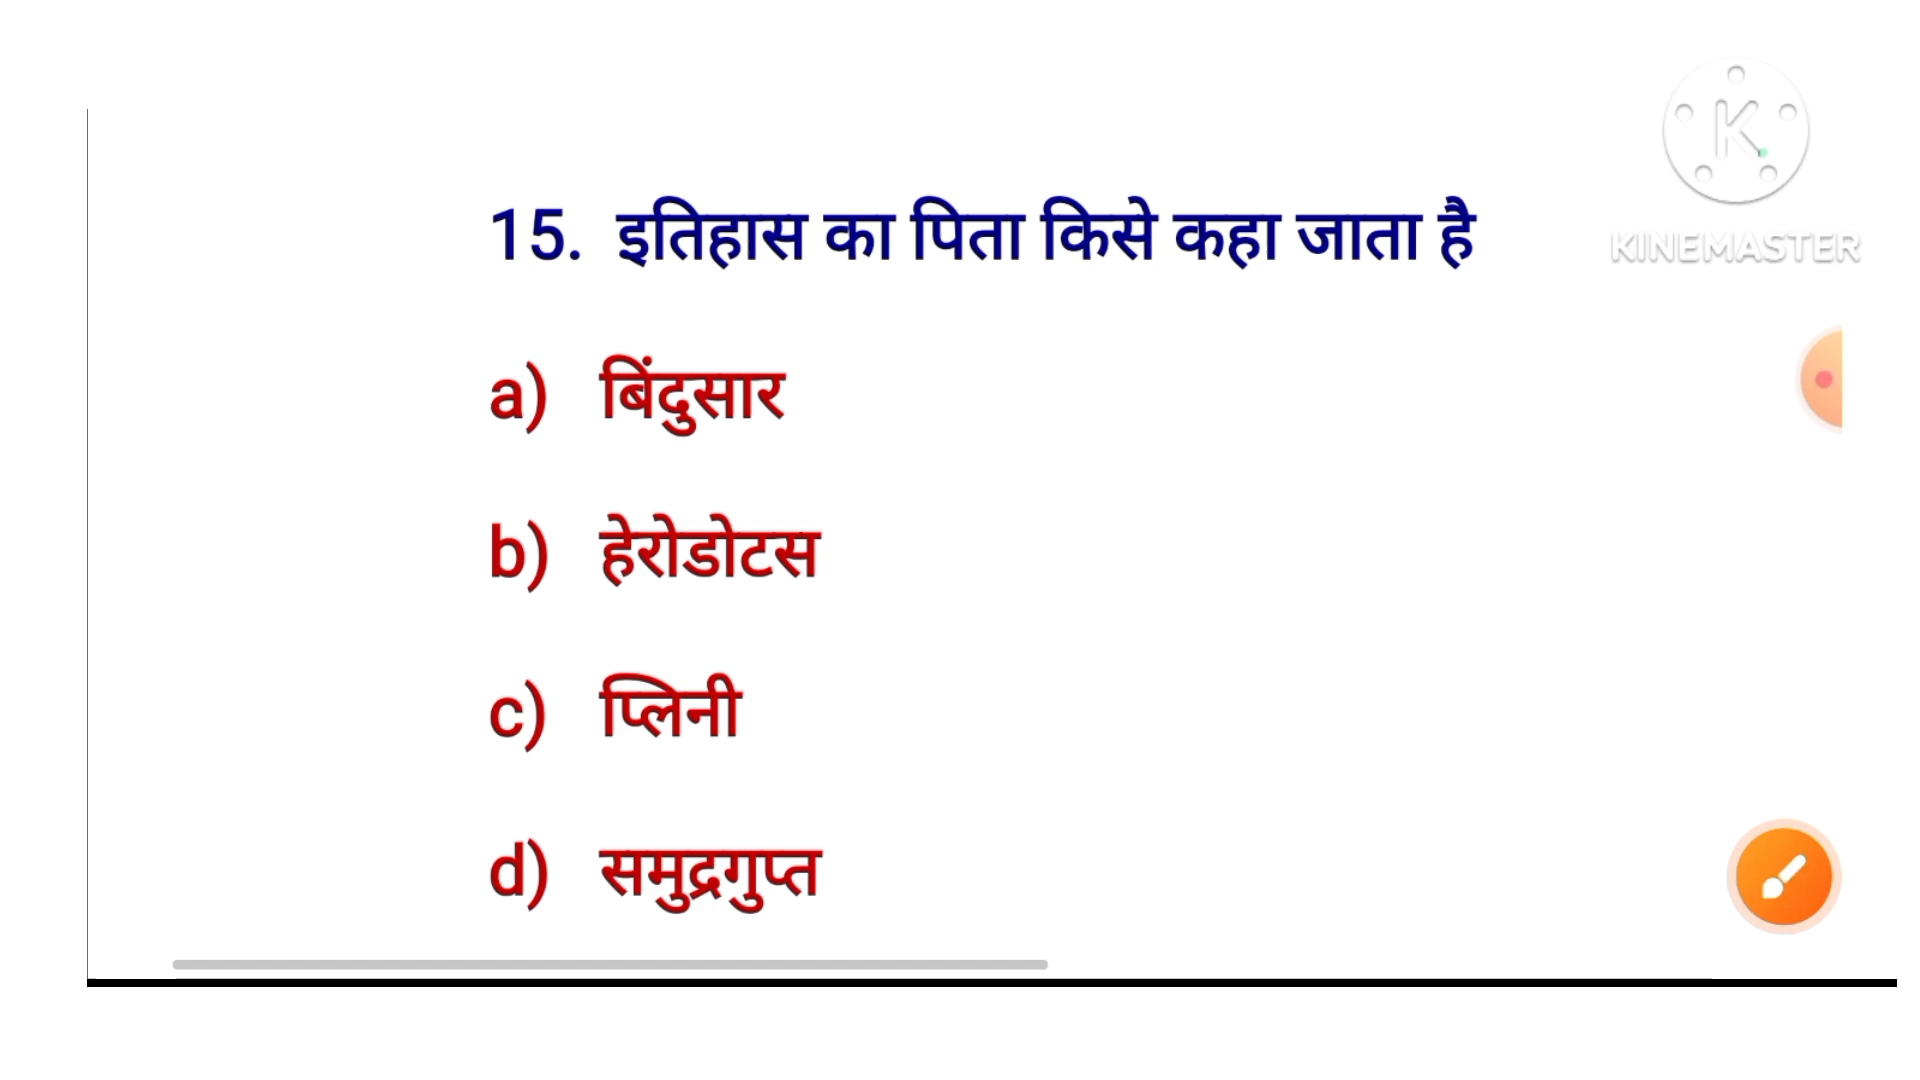 15. इतिहास का पिता किसे कहा जाता है
KINEMASTER
a) बिंदुसार
b) हेरोडोटस
c) प्लिनी
d) समुद्रगुप्त